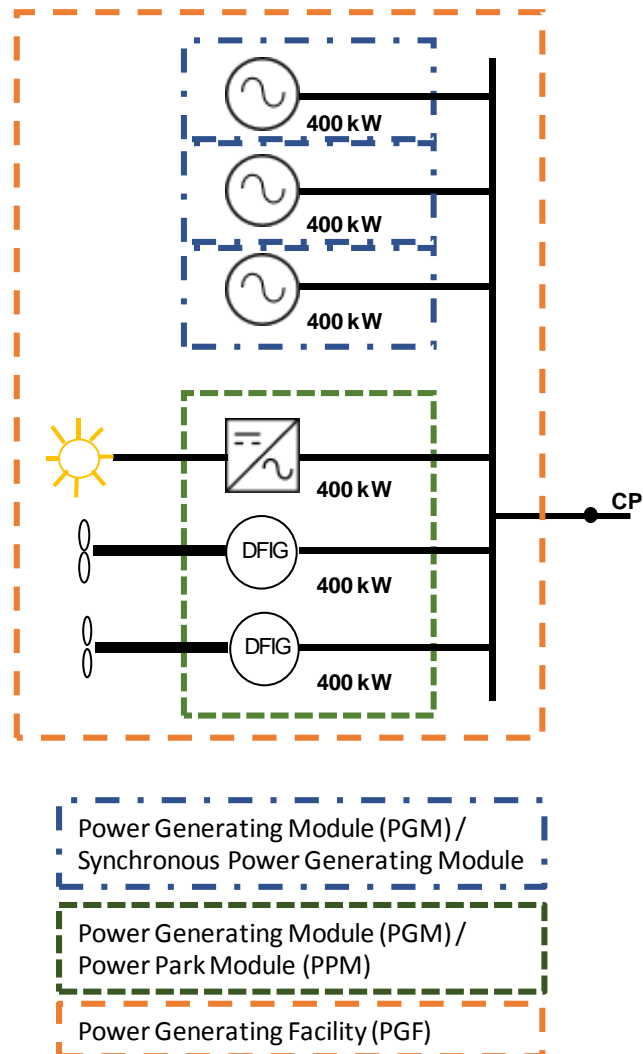 400 kW
400 kW
400 kW
400 kW
CP
DFIG
400 kW
DFIG
400 kW
Power Generating Module (PGM) /
Synchronous Power Generating Module
Power Generating Module (PGM) /
Power Park Module (PPM)
Power Generating Facility (PGF)